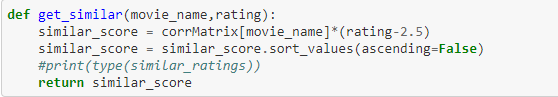 def get_similar(movie_name,rating):
    similar_score = corrMatrix[movie_name]*(rating-2.5)
    similar_score = similar_score.sort_values(ascending=False)
    #print(type(similar_ratings))
    return similar_score